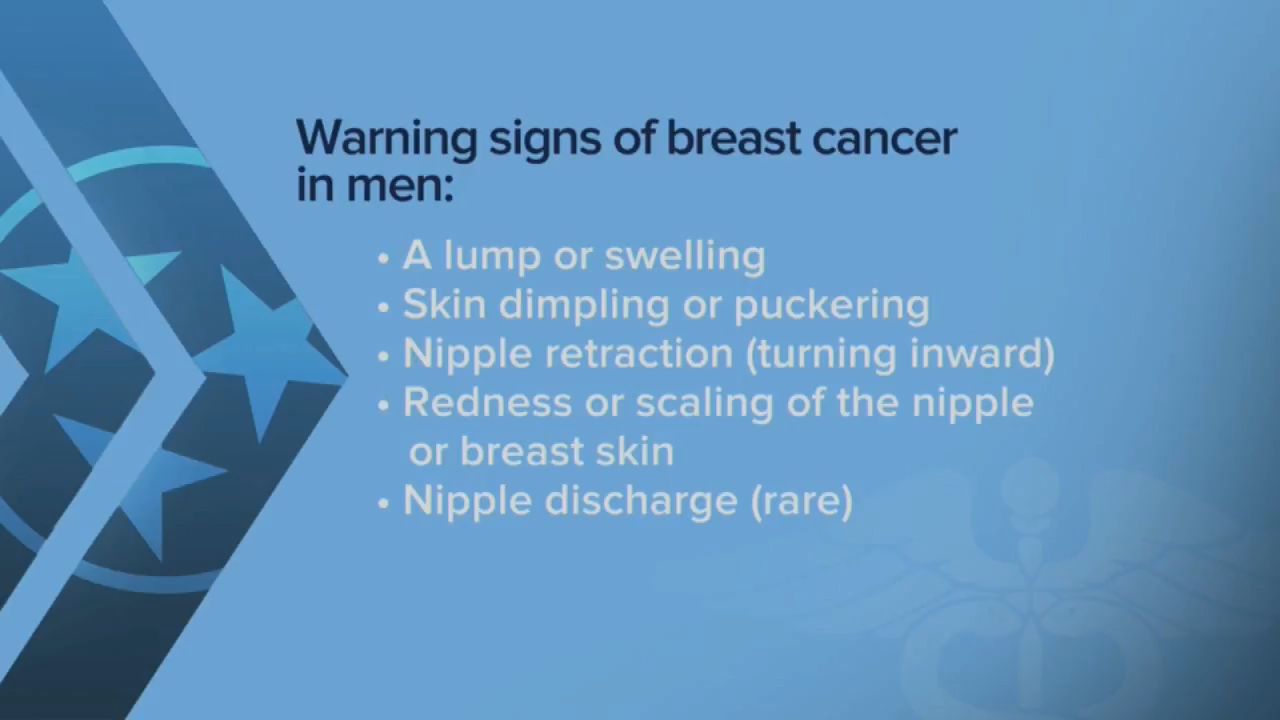 Warning signs of breast cancer
in men:
• A lump or swelling
• Skin dimpling or puckering
• Nipple retraction (turning inward)
• Redness or scaling of the nipple
or breast skin
• Nipple discharge (rare)